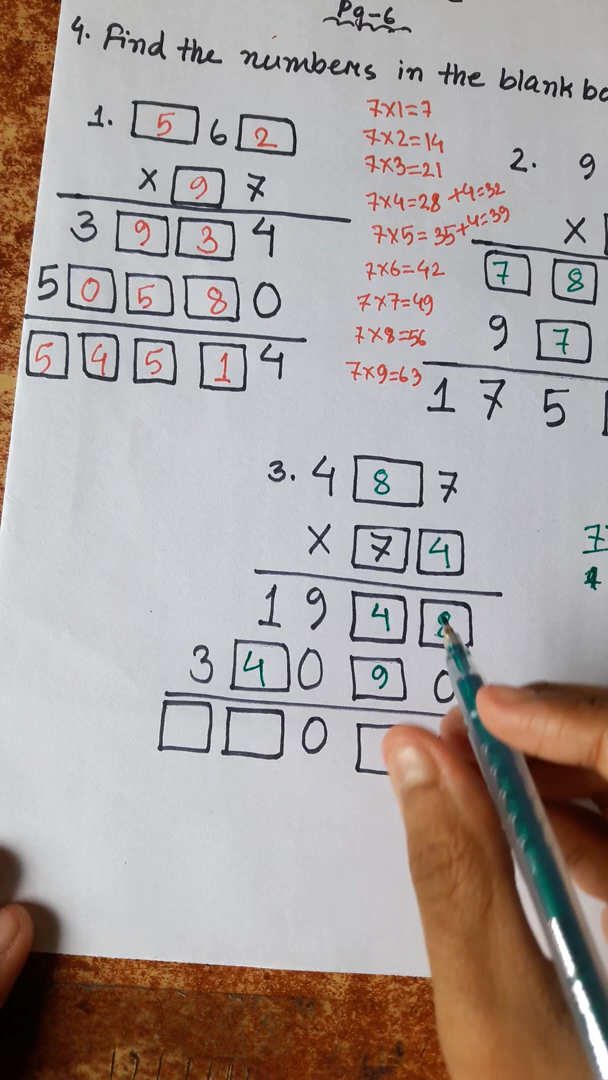 Pg-6
4. Find the numbers in the blank
1. 5 6 2
× 9 7
3 9 3 4
5 0 5 8 0
5 4 5 1 4
7×1=7
7×2=14
7×3=21
7×4=28 +4=32
7×5=35+4=39
7×6=42
7×7=49
7×8=56
7×9=63
2. 9
×
7 8
9 7
1 7 5
3. 4 8 7
× 7 4
1 9 4 8
3 4 0 9 0
0
7
4